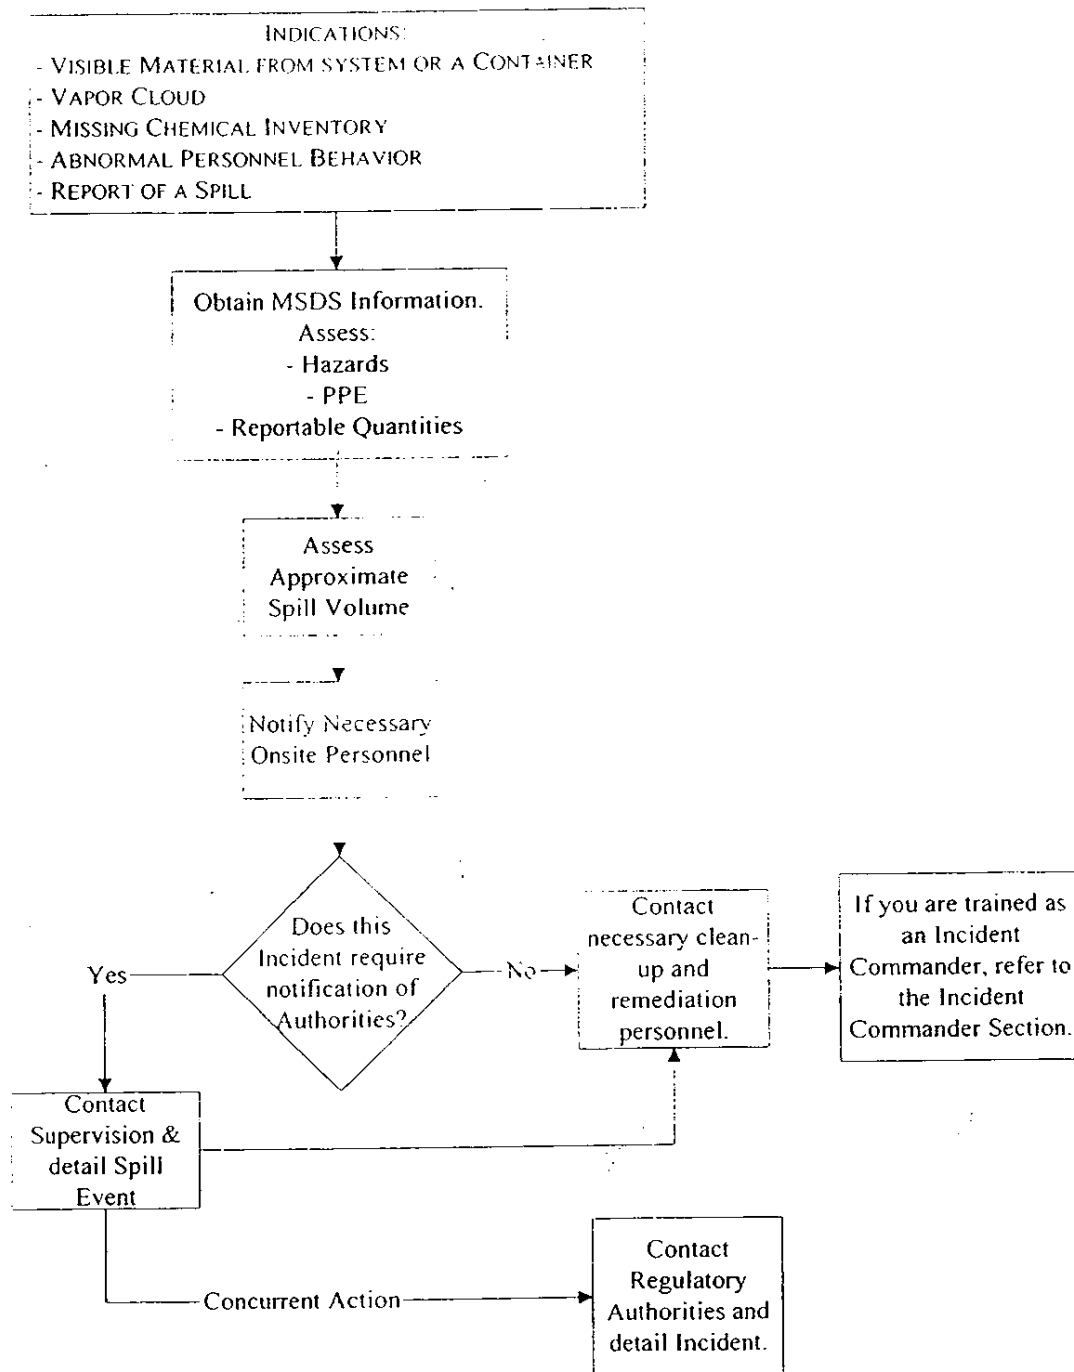 INDICATIONS:
- VISIBLE MATERIAL FROM SYSTEM OR A CONTAINER
- VAPOR CLOUD
- MISSING CHEMICAL INVENTORY
- ABNORMAL PERSONNEL BEHAVIOR
- REPORT OF A SPILL
Obtain MSDS Information.
Assess:
- Hazards
- PPE
- Reportable Quantities
Assess
Approximate
Spill Volume
Notify Necessary
Onsite Personnel
Does this
Incident require
notification of
Authorities?
Yes
No
Contact
necessary clean-
up and
remediation
personnel.
If you are trained as
an Incident
Commander, refer to
the Incident
Commander Section.
Contact
Supervision &
detail Spill
Event
Concurrent Action
Contact
Regulatory
Authorities and
detail Incident.